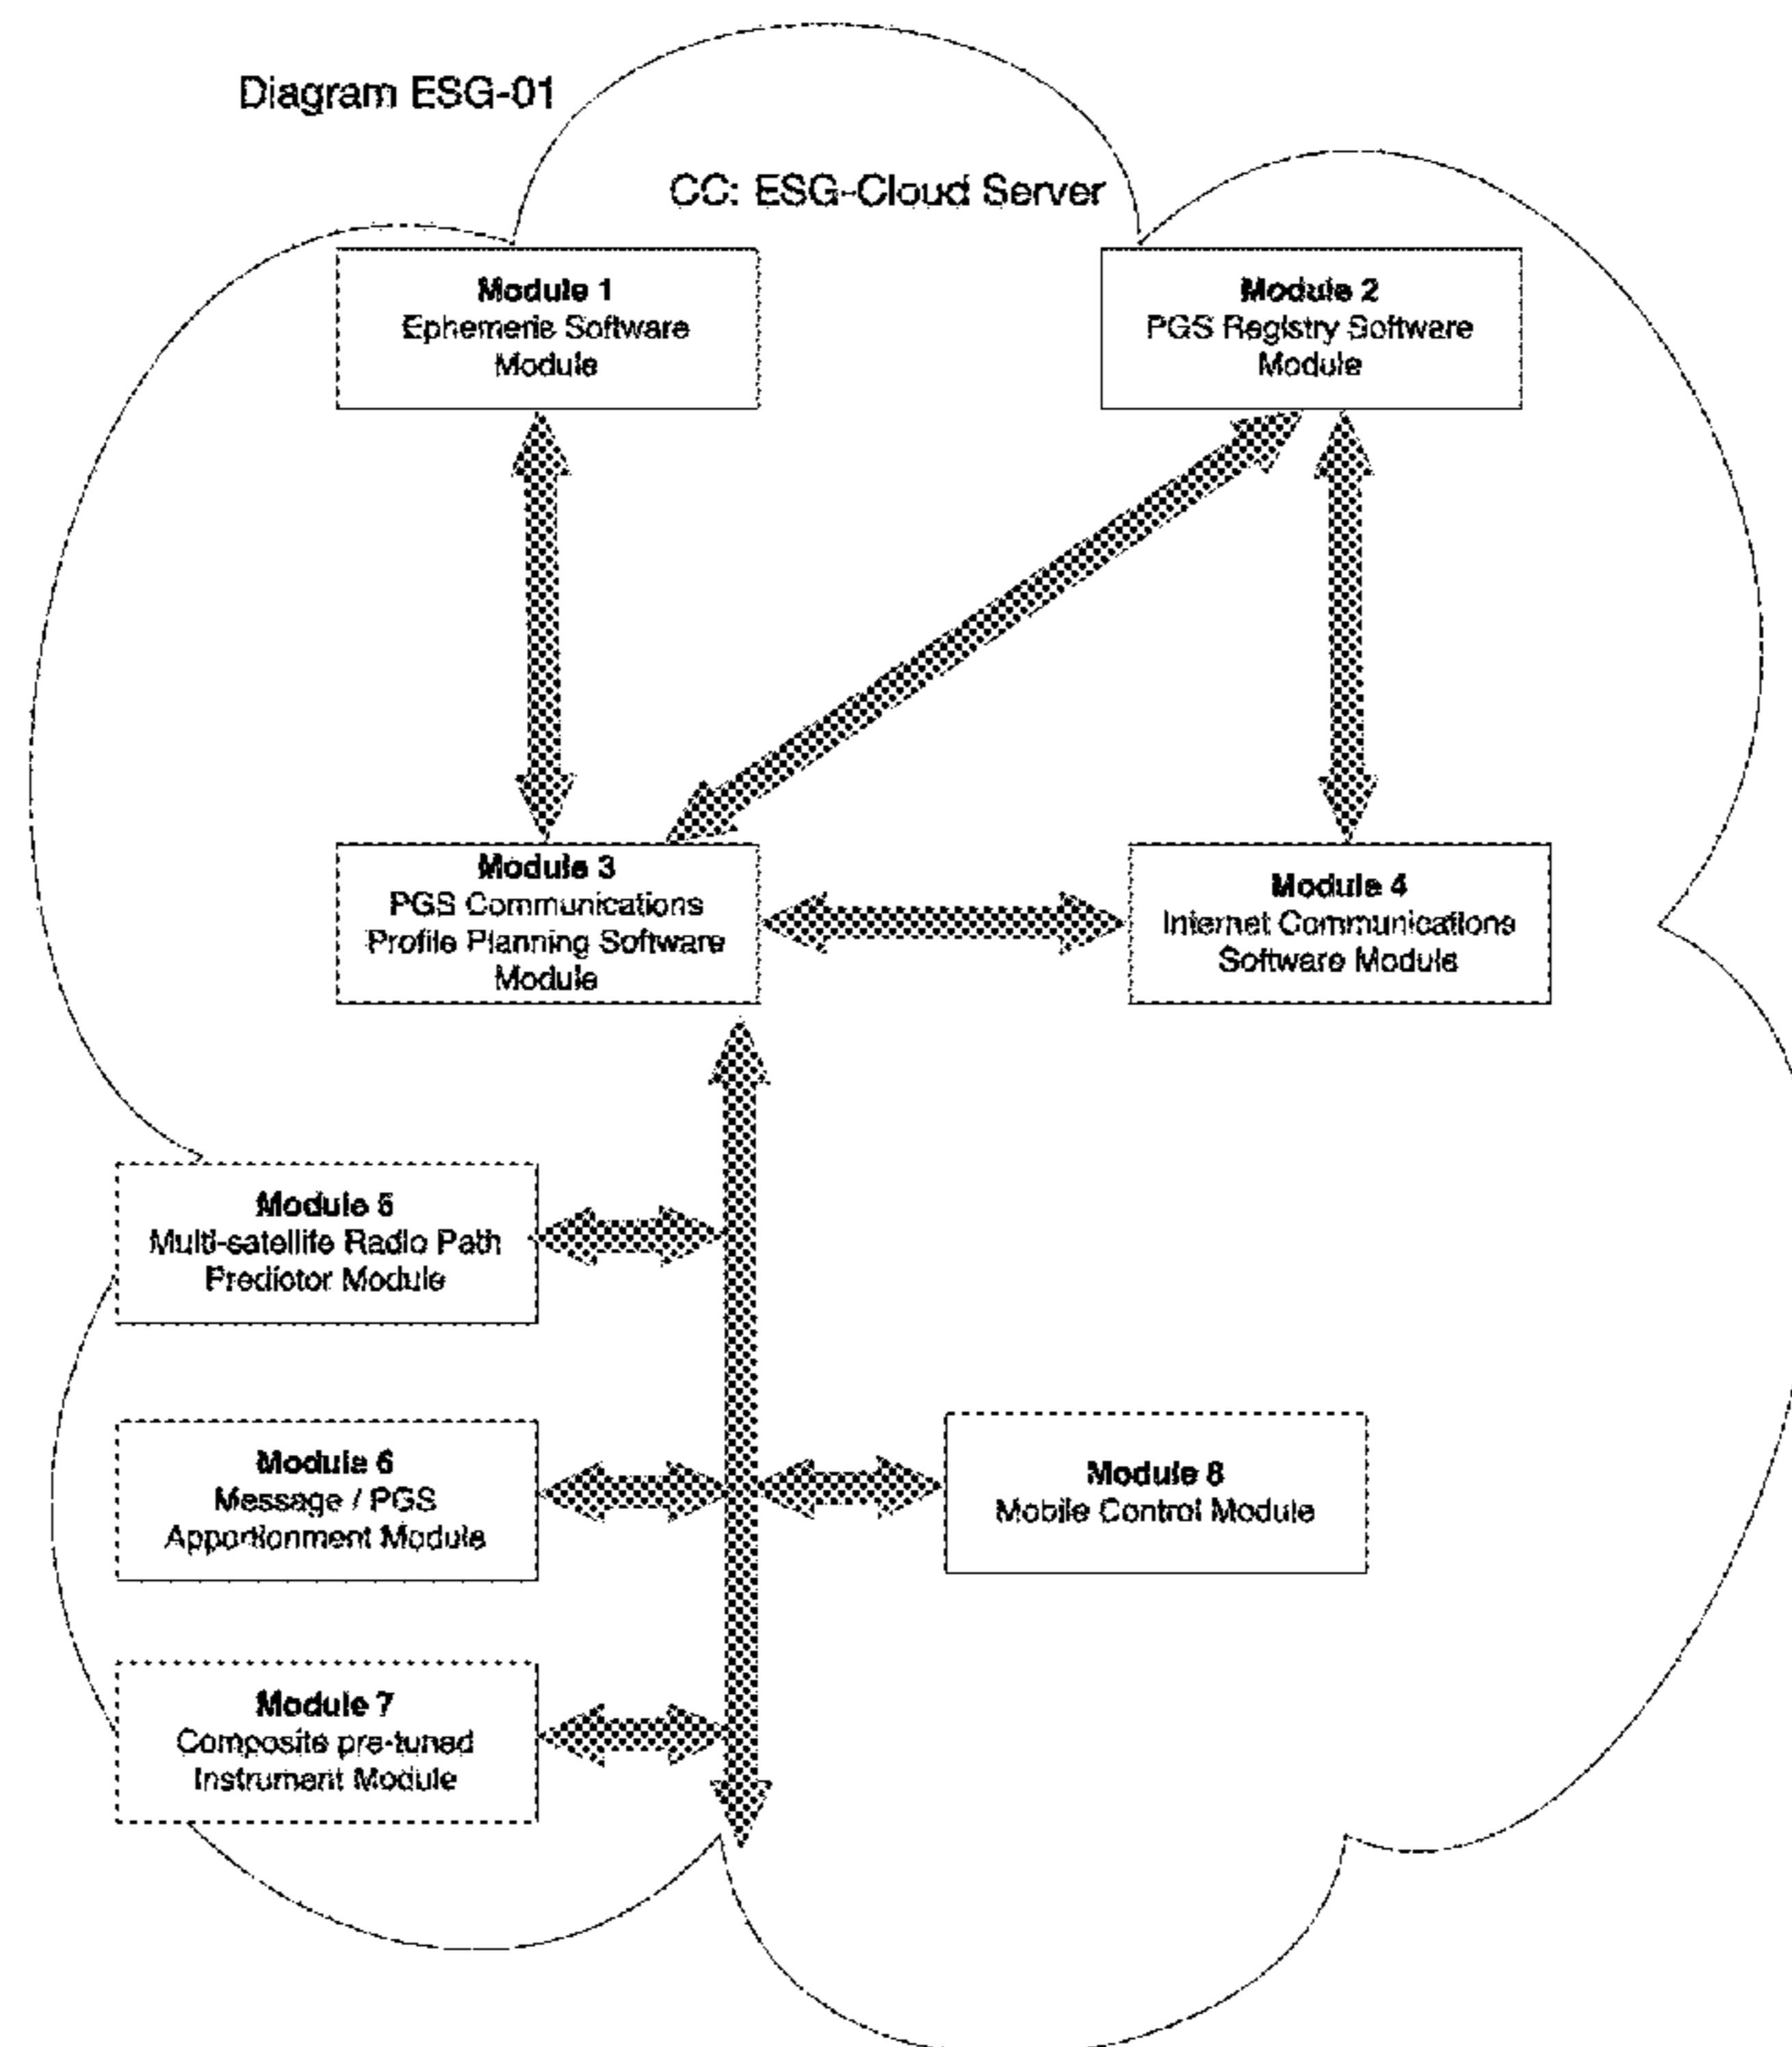 Diagram ESG-01
CC: ESG-Cloud Server
Module 1
Ephemeris Software
Module
Module 2
PGS Registry Software
Module
Module 3
PGS Communications
Profile Planning Software
Module
Module 4
Internet Communications
Software Module
Module 5
Multi-satellite Radio Path
Predictor Module
Module 6
Message / PGS
Apportionment Module
Module 8
Mobile Control Module
Module 7
Composite pre-tuned
Instrument Module